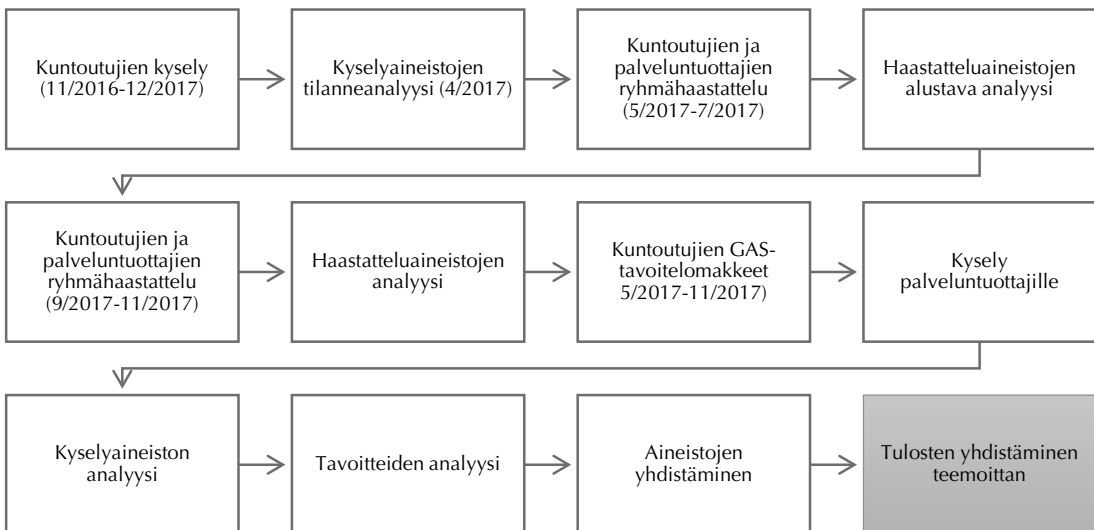 Kuntoutujien kysely
(11/2016-12/2017)
Kyselyaineistojen
tilanneanalyysi (4/2017)
Kuntoutujien ja
palveluntuottajien
ryhmähaastattelu
(5/2017-7/2017)
Haastatteluaineistojen
alustava analyysi
Kuntoutujien ja
palveluntuottajien
ryhmähaastattelu
(9/2017-11/2017)
Haastatteluaineistojen
analyysi
Kuntoutujien GAS-
tavoitelomakkeet
5/2017-11/2017)
Kysely
palveluntuottajille
Kyselyaineiston
analyysi
Tavoitteiden analyysi
Aineistojen
yhdistäminen
Tulosten yhdistäminen
teemoittan